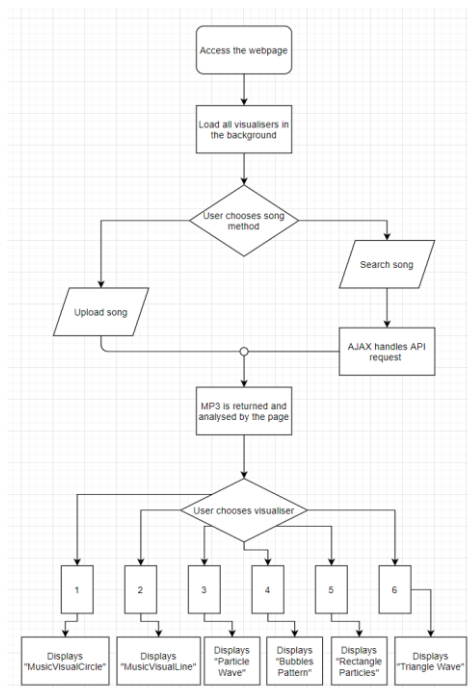 Access the webpage
Load all visualisers in
the background
User chooses song
method
Search song
Upload song
AJAX handles API
request
MP3 is returned and
analysed by the page
User chooses visualiser
1
2
3
4
5
6
Displays
"MusicVisualCircle"
Displays
"MusicVisualLine"
Displays
"Particle
Wave"
Displays
"Bubbles
Pattern"
Displays
"Rectangle
Particles"
Displays
"Triangle Wave"